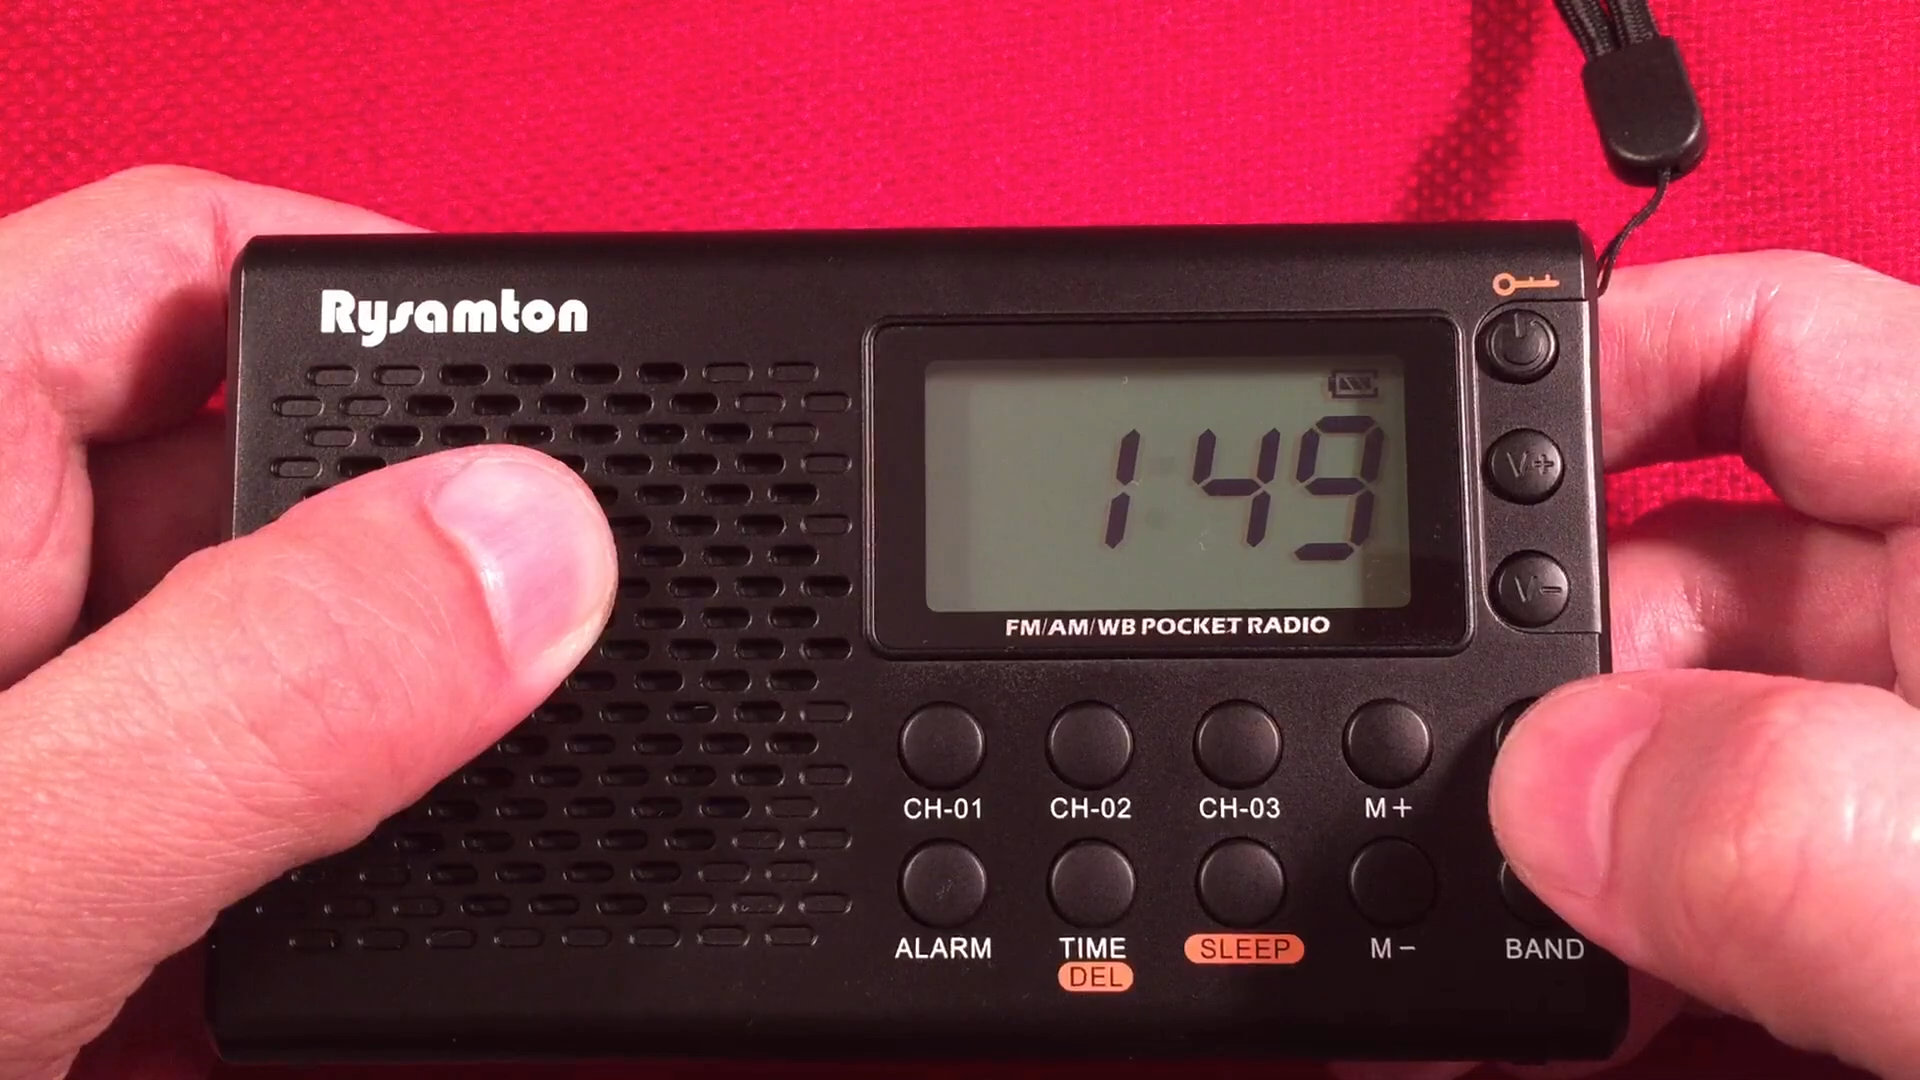 Rysamton
1 49
V+
V-
FM/AM/WB POCKET RADIO
CH-01 CH-02 CH-03 M+
ALARM TIME SLEEP M- BAND
DEL